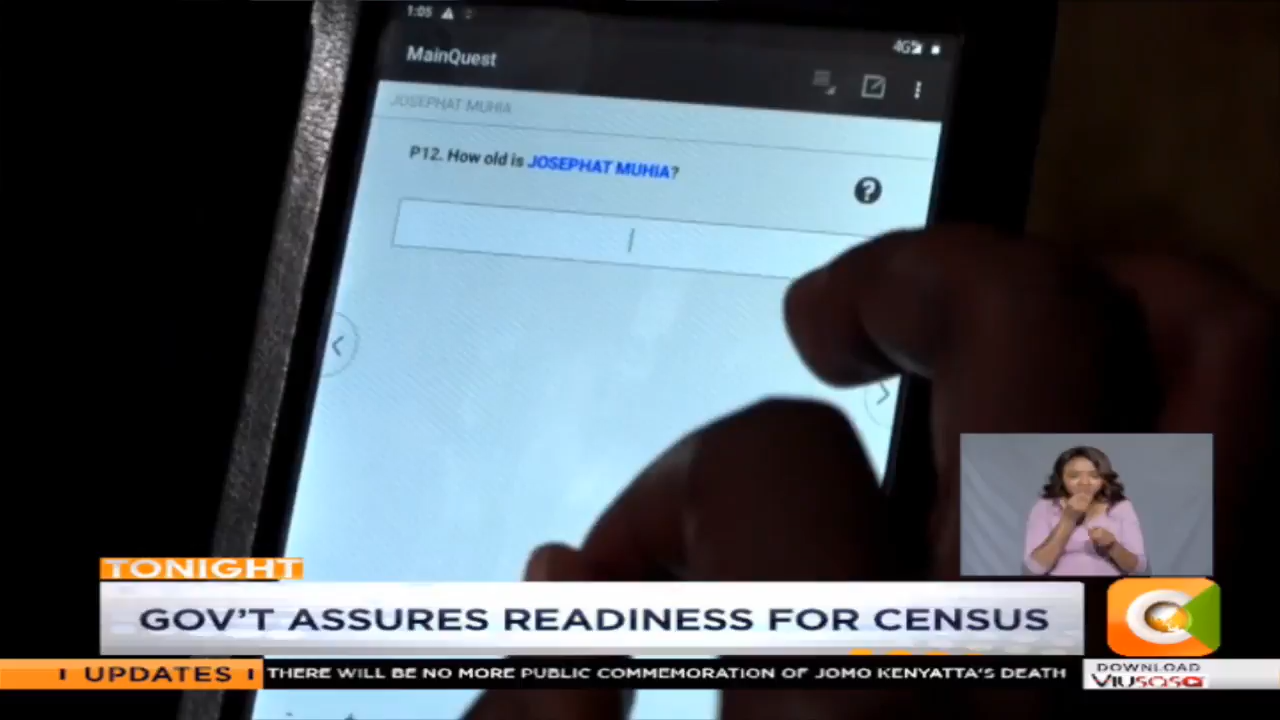 1:05
4G
MainQuest
JOSEPHAT MUHIA
P12. How old is JOSEPHAT MUHIA?
?
TONIGHT
GOV'T ASSURES READINESS FOR CENSUS
UPDATES
THERE WILL BE NO MORE PUBLIC COMMEMORATION OF JOMO KENYATTA'S DEATH
DOWNLOAD
VIUSASA